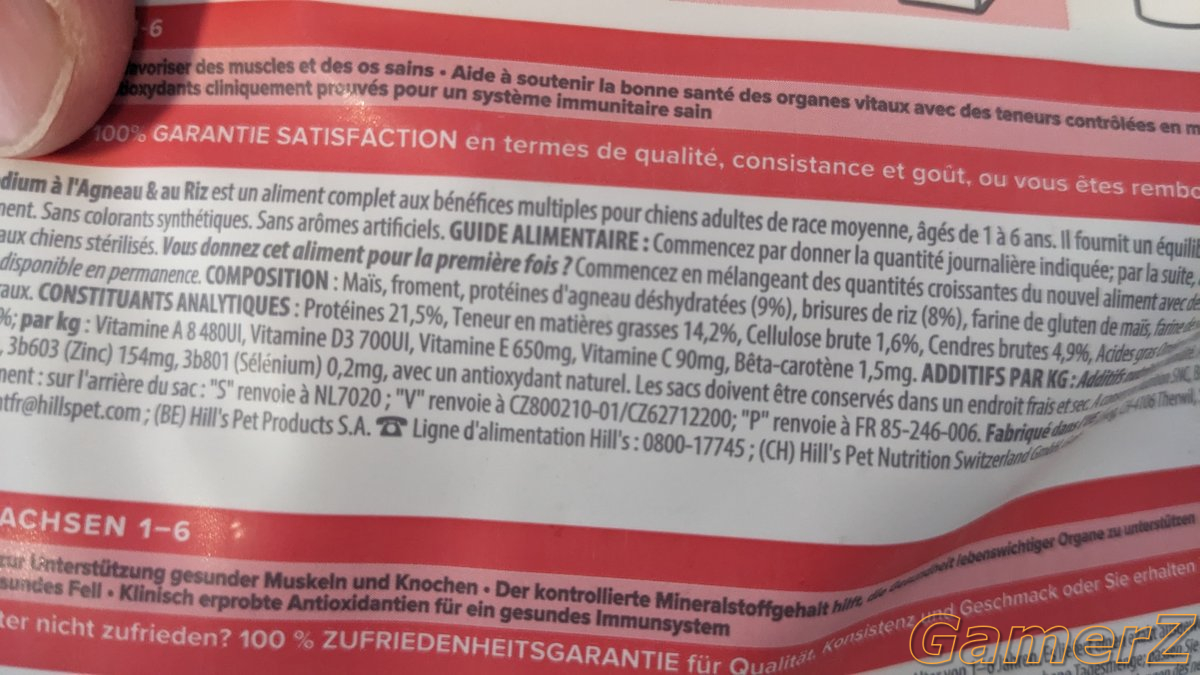 -6
avoriser des muscles et des os sains • Aide à soutenir la bonne santé des organes vitaux avec des teneurs contrôlées en m
doxydants cliniquement prouvés pour un système immunitaire sain
100% GARANTIE SATISFACTION en termes de qualité, consistance et goût, ou vous êtes rembo
dium à l'Agneau & au Riz est un aliment complet aux bénéfices multiples pour chiens adultes de race moyenne, âgés de 1 à 6 ans. Il fournit un équili
ment. Sans colorants synthétiques. Sans arômes artificiels. GUIDE ALIMENTAIRE : Commencez par donner la quantité journalière indiquée; par la suite,
aux chiens stérilisés. Vous donnez cet aliment pour la première fois ? Commencez en mélangeant des quantités croissantes du nouvel aliment avec de
disponible en permanence. COMPOSITION : Maïs, froment, protéines d'agneau déshydratées (9%), brisures de riz (8%), farine de gluten de maïs, farine de
aux. CONSTITUANTS ANALYTIQUES : Protéines 21,5%, Teneur en matières grasses 14,2%, Cellulose brute 1,6%, Cendres brutes 4,9%, Acides gras
%; par kg : Vitamine A 8 480UI, Vitamine D3 700UI, Vitamine E 650mg, Vitamine C 90mg, Bêta-carotène 1,5mg. ADDITIFS PAR KG : Additifs
, 3b603 (Zinc) 154mg, 3b801 (Sélénium) 0,2mg, avec un antioxydant naturel. Les sacs doivent être conservés dans un endroit frais et sec. A SNC,
ment : sur l'arrière du sac : "S" renvoie à NL7020 ; "V" renvoie à CZ800210-01/CZ62712200; "P" renvoie à FR 85-246-006. Fabriqué dans CH-4106 Therwil,
tfr@hillspet.com ; (BE) Hill's Pet Products S.A. ☎ Ligne d'alimentation Hill's : 0800-17745 ; (CH) Hill's Pet Nutrition Switzerland GmbH
ACHSEN 1–6
zur Unterstützung gesunder Muskeln und Knochen • Der kontrollierte Mineralstoffgehalt hilft, die Gesundheit lebenswichtiger Organe zu unterstützen
sundes Fell • Klinisch erprobte Antioxidantien für ein gesundes Immunsystem
ter nicht zufrieden? 100 % ZUFRIEDENHEITSGARANTIE für Qualität, Konsistenz und Geschmack oder Sie erhalten
GamerZ